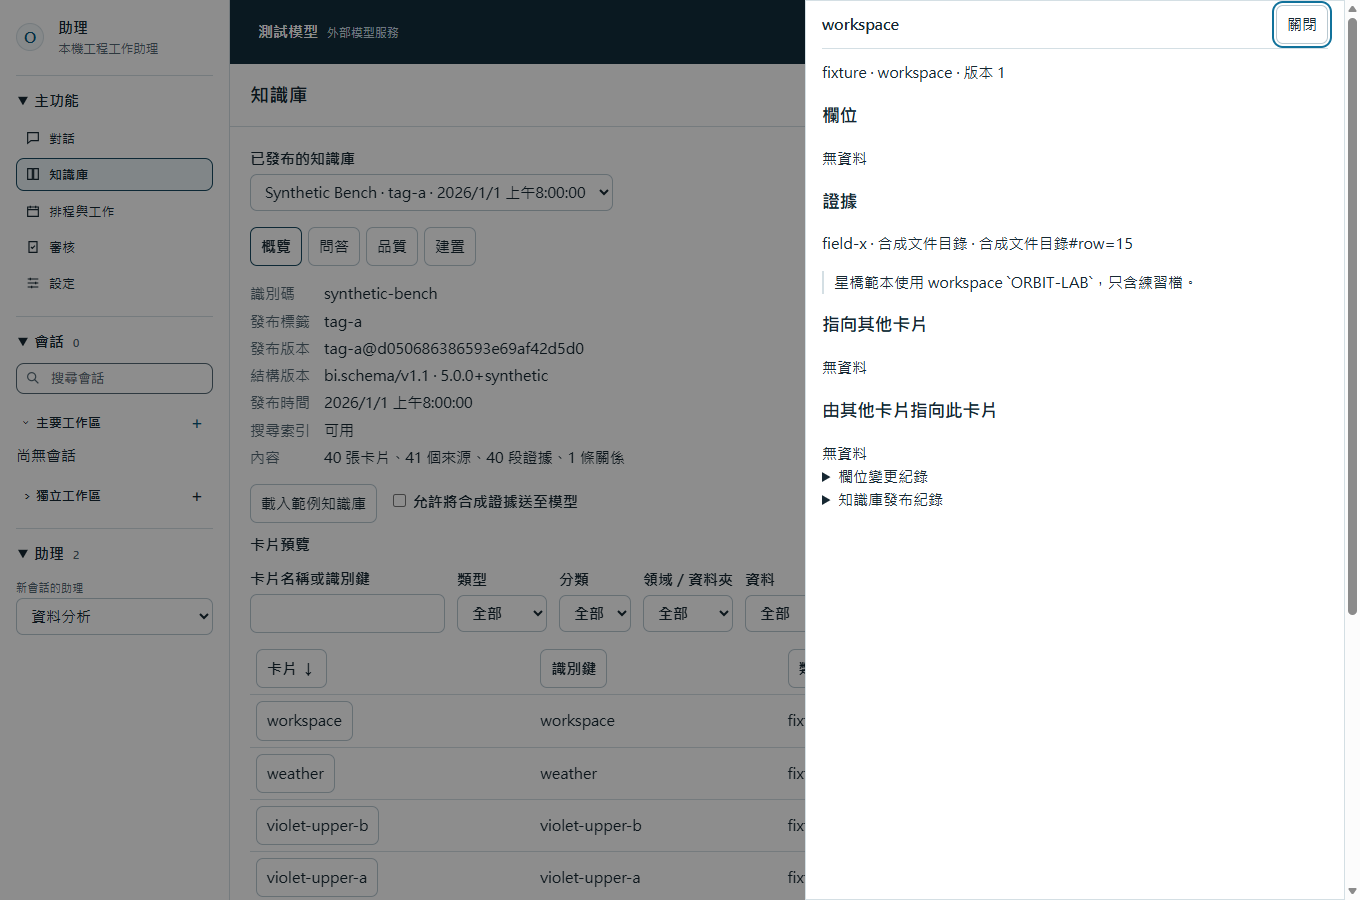 O
助理
本機工程工作助理
主功能
對話
知識庫
排程與工作
審核
設定
會話 0
搜尋會話
主要工作區 +
尚無會話
獨立工作區 +
助理 2
新會話的助理
資料分析
測試模型 外部模型服務
知識庫
已發布的知識庫
Synthetic Bench · tag-a · 2026/1/1 上午8:00:00
概覽 問答 品質 建置
識別碼 synthetic-bench
發布標籤 tag-a
發布版本 tag-a@d050686386593e69af42d5d0
結構版本 bi.schema/v1.1 · 5.0.0+synthetic
發布時間 2026/1/1 上午8:00:00
搜尋索引 可用
內容 40 張卡片、41 個來源、40 段證據、1 條關係
載入範例知識庫 允許將合成證據送至模型
卡片預覽
卡片名稱或識別鍵 類型 分類 領域 / 資料夾 資料
全部 全部 全部 全部
卡片 ↓ 識別鍵
workspace workspace fix
weather weather fix
violet-upper-b violet-upper-b fix
violet-upper-a violet-upper-a fix
workspace 關閉
fixture · workspace · 版本 1
欄位
無資料
證據
field-x · 合成文件目錄 · 合成文件目錄#row=15
星橋範本使用 workspace `ORBIT-LAB`，只含練習檔。
指向其他卡片
無資料
由其他卡片指向此卡片
無資料
欄位變更紀錄
知識庫發布紀錄